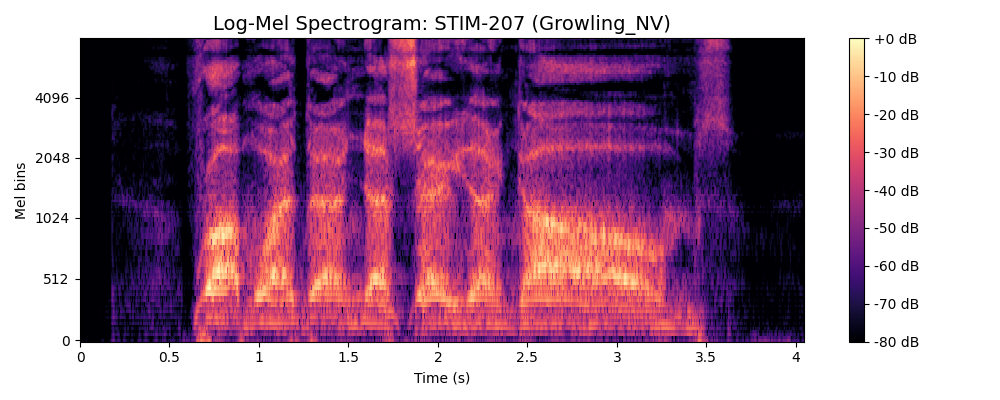 Log-Mel Spectrogram: STIM-207 (Growling_NV)
Mel bins
4096
2048
1024
512
0
0
0.5
1
1.5
2
2.5
3
3.5
4
Time (s)
+0 dB
-10 dB
-20 dB
-30 dB
-40 dB
-50 dB
-60 dB
-70 dB
-80 dB